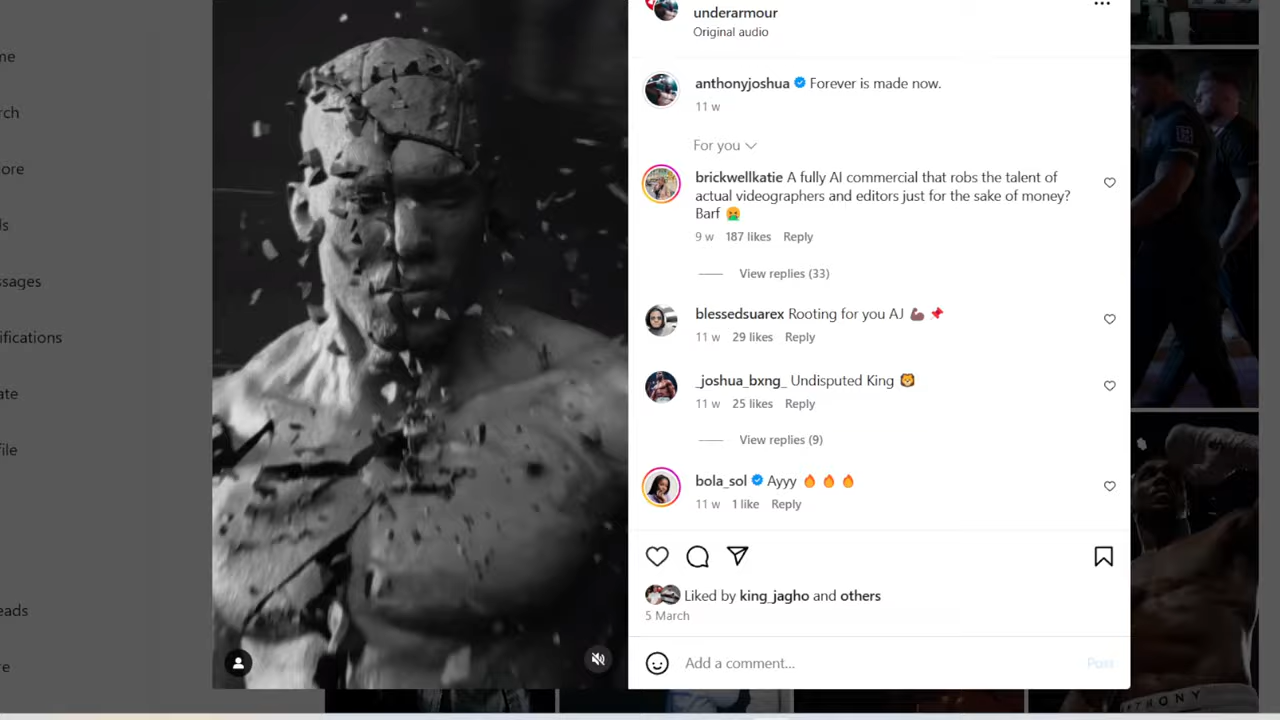 underarmour
Original audio
anthonyjoshua Forever is made now.
11 w
For you
brickwellkatie A fully AI commercial that robs the talent of
actual videographers and editors just for the sake of money?
Barf 🤮
9 w 187 likes Reply
View replies (33)
blessedsuarex Rooting for you AJ 💪🏿 📌
11 w 29 likes Reply
_joshua_bxng_ Undisputed King 🦁
11 w 25 likes Reply
View replies (9)
bola_sol Ayyy 🔥 🔥 🔥
11 w 1 like Reply
Liked by king_jagho and others
5 March
Add a comment...
Post
me
rch
ore
ls
ssages
ifications
ate
file
eads
re
THONY